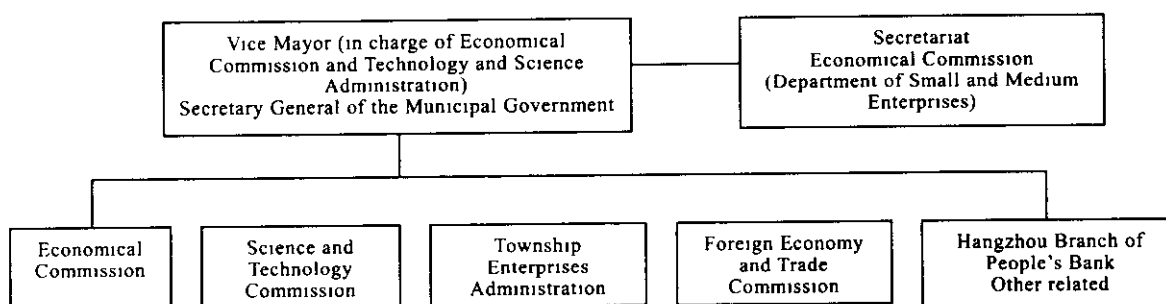 Vice Mayor (in charge of Economical
Commission and Technology and Science
Administration)
Secretary General of the Municipal Government
Secretariat
Economical Commission
(Department of Small and Medium
Enterprises)
Economical
Commission
Science and
Technology
Commission
Township
Enterprises
Administration
Foreign Economy
and Trade
Commission
Hangzhou Branch of
People's Bank
Other related